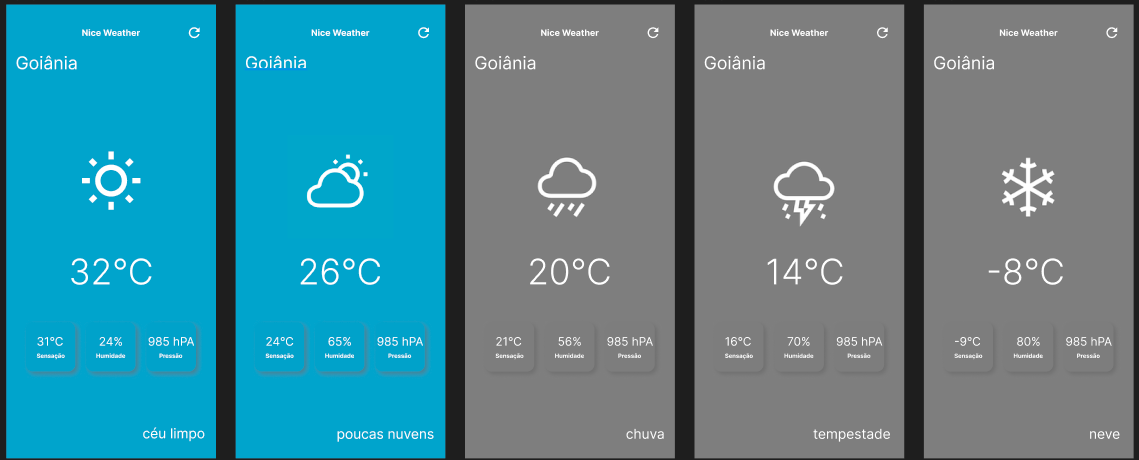 Nice Weather
Goiânia
32°C
31°C 24% 985 hPA
Sensação Humidade Pressão
céu limpo
Nice Weather
Goiânia
26°C
24°C 65% 985 hPA
Sensação Humidade Pressão
poucas nuvens
Nice Weather
Goiânia
20°C
21°C 56% 985 hPA
Sensação Humidade Pressão
chuva
Nice Weather
Goiânia
14°C
16°C 70% 985 hPA
Sensação Humidade Pressão
tempestade
Nice Weather
Goiânia
-8°C
-9°C 80% 985 hPA
Sensação Humidade Pressão
neve